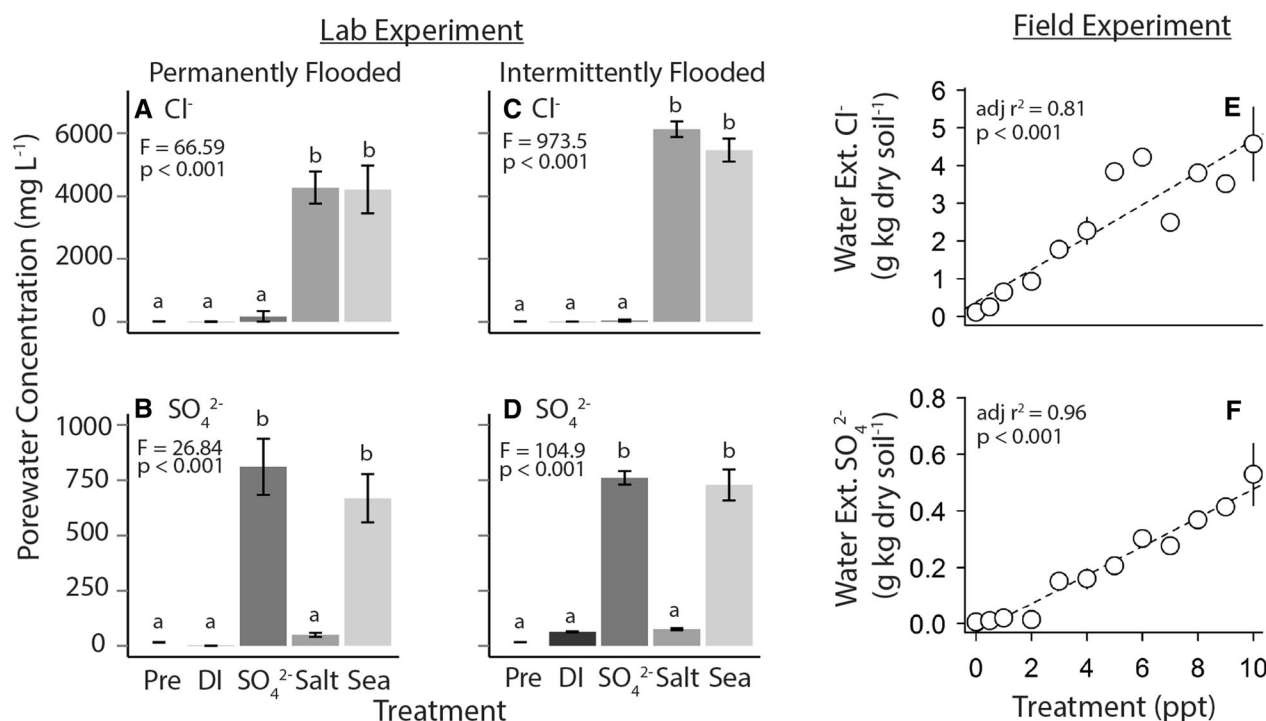 Lab Experiment
Field Experiment
Permanently Flooded
Intermittently Flooded
Porewater Concentration (mg L⁻¹)
A Cl⁻
F = 66.59
p < 0.001
6000
4000
2000
0
a a a b b
C Cl⁻
F = 973.5
p < 0.001
a a a b b
B SO₄²⁻
F = 26.84
p < 0.001
1000
750
500
250
0
a a b a b
D SO₄²⁻
F = 104.9
p < 0.001
a a b a b
Pre DI SO₄²⁻ Salt Sea
Pre DI SO₄²⁻ Salt Sea
Treatment
Water Ext. Cl⁻
(g kg dry soil⁻¹)
E
adj r² = 0.81
p < 0.001
6
5
4
3
2
1
0
Water Ext. SO₄²⁻
(g kg dry soil⁻¹)
F
adj r² = 0.96
p < 0.001
0.8
0.6
0.4
0.2
0.0
0 2 4 6 8 10
Treatment (ppt)